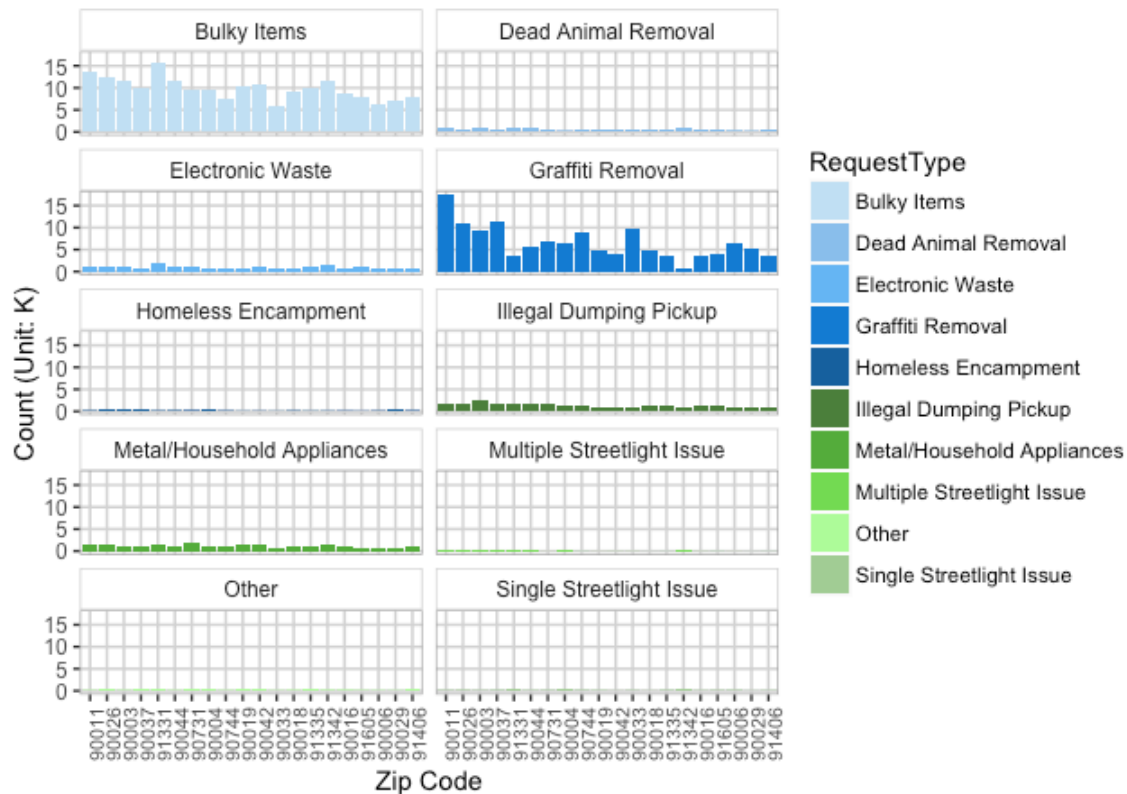 Bulky Items
Dead Animal Removal
15
10
5
0
Electronic Waste
Graffiti Removal
15
10
5
0
Homeless Encampment
Illegal Dumping Pickup
15
10
5
0
Metal/Household Appliances
Multiple Streetlight Issue
15
10
5
0
Other
Single Streetlight Issue
15
10
5
0
Count (Unit: K)
90011
90026
90003
90037
91331
90044
90731
90004
90744
90019
90042
90033
90018
91335
91342
90016
91605
90006
90029
91406
90011
90026
90003
90037
91331
90044
90731
90004
90744
90019
90042
90033
90018
91335
91342
90016
91605
90006
90029
91406
Zip Code
RequestType
Bulky Items
Dead Animal Removal
Electronic Waste
Graffiti Removal
Homeless Encampment
Illegal Dumping Pickup
Metal/Household Appliances
Multiple Streetlight Issue
Other
Single Streetlight Issue